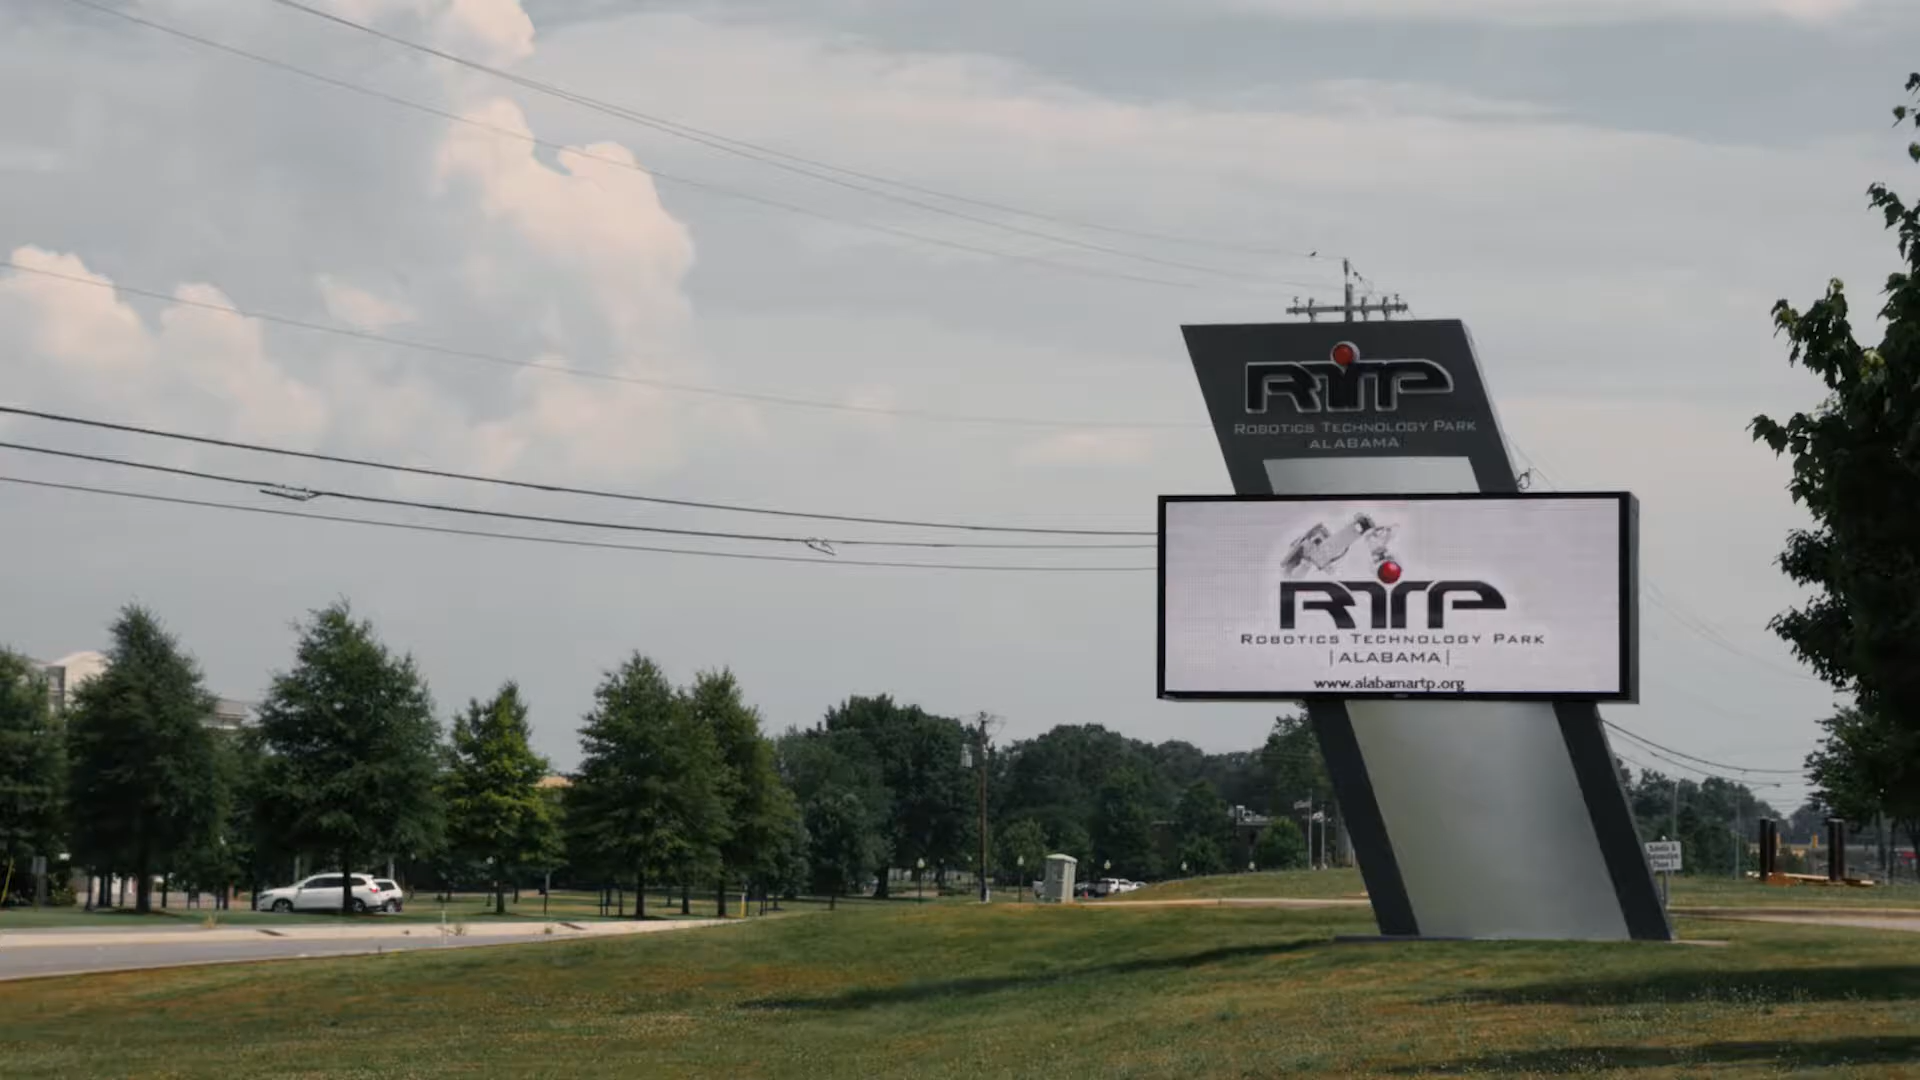 RTP
ROBOTICS TECHNOLOGY PARK
ALABAMA
RTP
ROBOTICS TECHNOLOGY PARK
|ALABAMA|
www.alabamartp.org